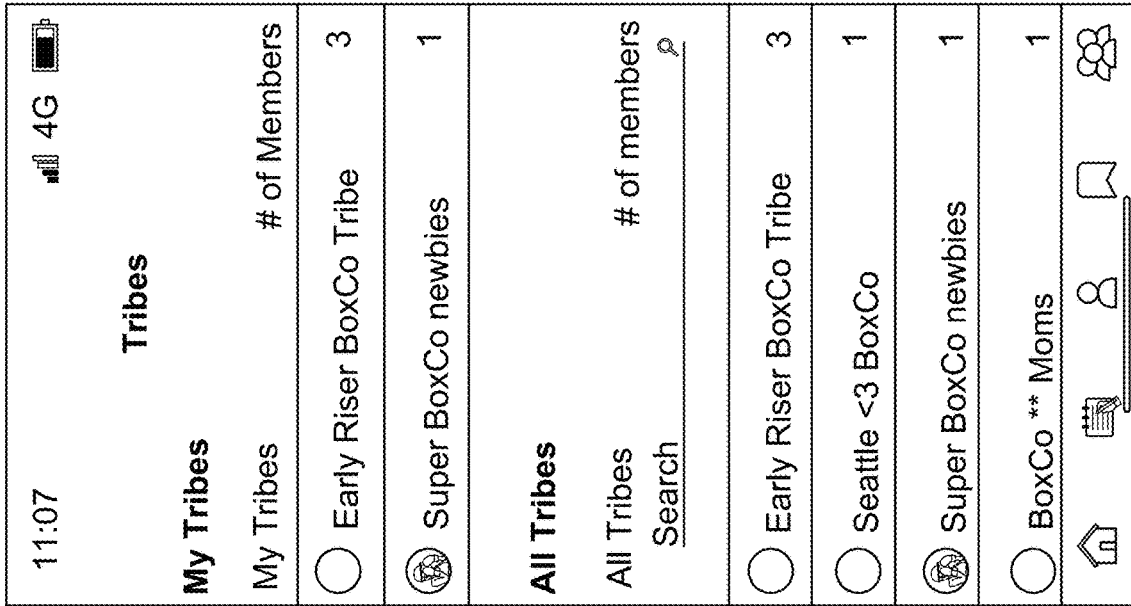 11:07 4G
Tribes
My Tribes
My Tribes # of Members
Early Riser BoxCo Tribe 3
Super BoxCo newbies 1
All Tribes
All Tribes # of members
Search
Early Riser BoxCo Tribe 3
Seattle <3 BoxCo 1
Super BoxCo newbies 1
BoxCo ** Moms 1